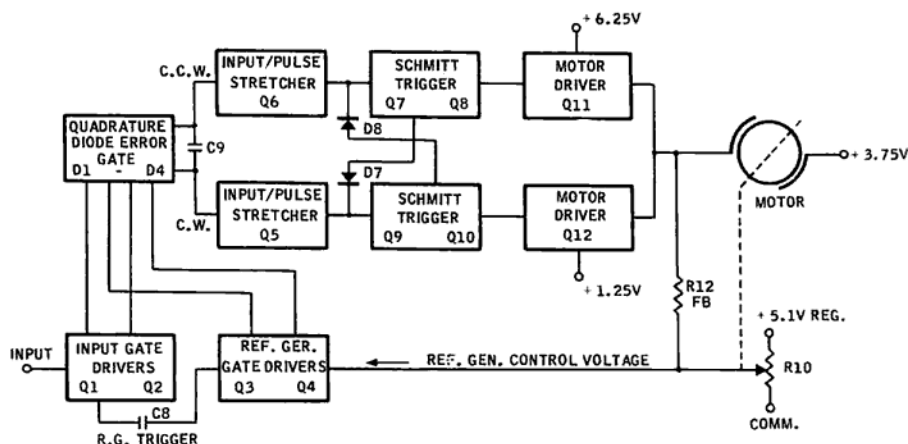 + 6.25V
C.C.W.
INPUT/PULSE
STRETCHER
Q6
SCHMITT
TRIGGER
Q7 Q8
MOTOR
DRIVER
Q11
QUADRATURE
DIODE ERROR
GATE
D1 - D4
C9
D8
D7
+ 3.75V
MOTOR
C.W.
INPUT/PULSE
STRETCHER
Q5
SCHMITT
TRIGGER
Q9 Q10
MOTOR
DRIVER
Q12
+ 1.25V
R12
FB
+ 5.1V REG.
INPUT
INPUT GATE
DRIVERS
Q1 Q2
REF. GEN.
GATE DRIVERS
Q3 Q4
REF. GEN. CONTROL VOLTAGE
R10
C8
R.G. TRIGGER
COMM.